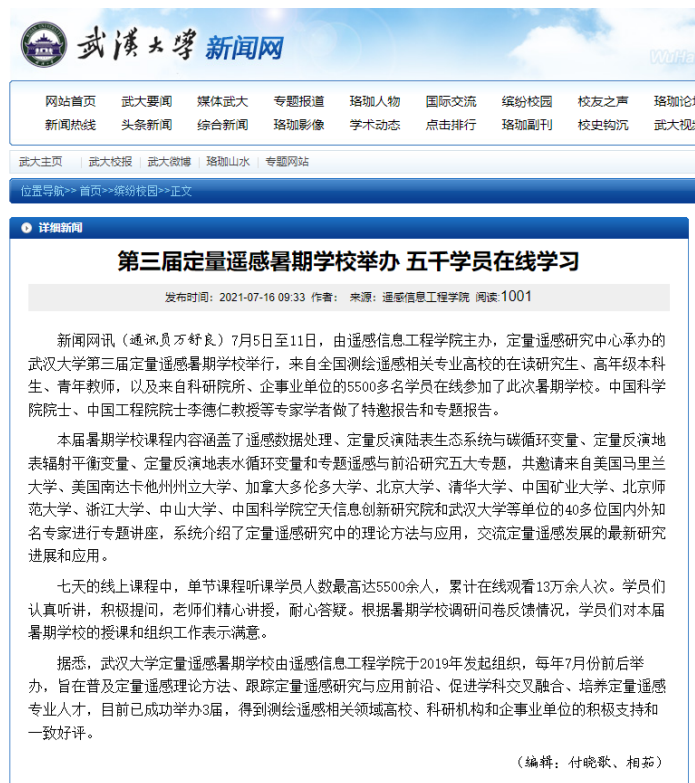 武漢大學 新闻网
WuHa
网站首页 武大要闻 媒体武大 专题报道 珞珈人物 国际交流 缤纷校园 校友之声 珞珈论坛
新闻热线 头条新闻 综合新闻 珞珈影像 学术动态 点击排行 珞珈副刊 校史钩沉 武大视
武大主页 | 武大校报 | 武大微博 | 珞珈山水 | 专题网站
位置导航>> 首页>>缤纷校园>>正文
详细新闻
第三届定量遥感暑期学校举办 五千学员在线学习
发布时间：2021-07-16 09:33 作者： 来源：遥感信息工程学院 阅读:1001
新闻网讯（通讯员万舒良）7月5日至11日，由遥感信息工程学院主办，定量遥感研究中心承办的
武汉大学第三届定量遥感暑期学校举行，来自全国测绘遥感相关专业高校的在读研究生、高年级本科
生、青年教师，以及来自科研院所、企事业单位的5500多名学员在线参加了此次暑期学校。中国科学
院院士、中国工程院院士李德仁教授等专家学者做了特邀报告和专题报告。
本届暑期学校课程内容涵盖了遥感数据处理、定量反演陆表生态系统与碳循环变量、定量反演地
表辐射平衡变量、定量反演地表水循环变量和专题遥感与前沿研究五大专题，共邀请来自美国马里兰
大学、美国南达卡他州州立大学、加拿大多伦多大学、北京大学、清华大学、中国矿业大学、北京师
范大学、浙江大学、中山大学、中国科学院空天信息创新研究院和武汉大学等单位的40多位国内外知
名专家进行专题讲座，系统介绍了定量遥感研究中的理论方法与应用，交流定量遥感发展的最新研究
进展和应用。
七天的线上课程中，单节课程听课学员人数最高达5500余人，累计在线观看13万余人次。学员们
认真听讲，积极提问，老师们精心讲授，耐心答疑。根据暑期学校调研问卷反馈情况，学员们对本届
暑期学校的授课和组织工作表示满意。
据悉，武汉大学定量遥感暑期学校由遥感信息工程学院于2019年发起组织，每年7月份前后举
办，旨在普及定量遥感理论方法、跟踪定量遥感研究与应用前沿、促进学科交叉融合、培养定量遥感
专业人才，目前已成功举办3届，得到测绘遥感相关领域高校、科研机构和企事业单位的积极支持和
一致好评。
（编辑：付晓歌、相茹）